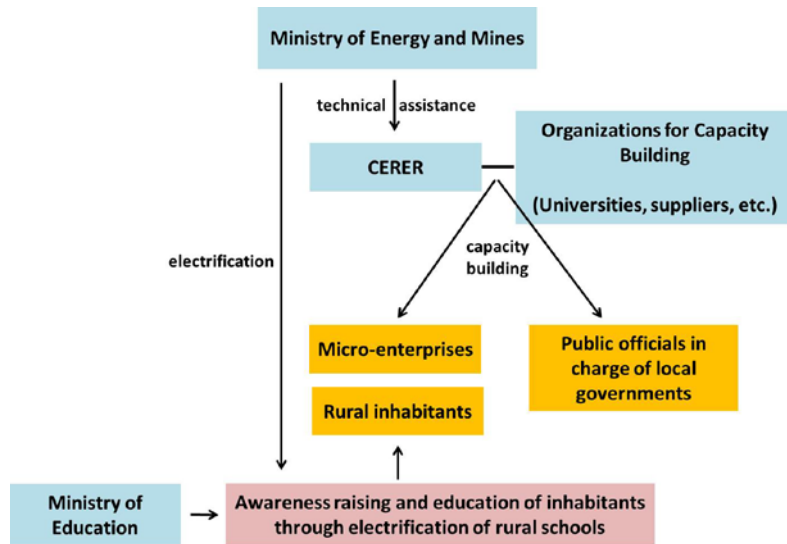 Ministry of Energy and Mines
technical assistance
Organizations for Capacity
Building
(Universities, suppliers, etc.)
CERER
electrification
capacity
building
Micro-enterprises
Public officials in
charge of local
governments
Rural inhabitants
Ministry of
Education
Awareness raising and education of inhabitants
through electrification of rural schools